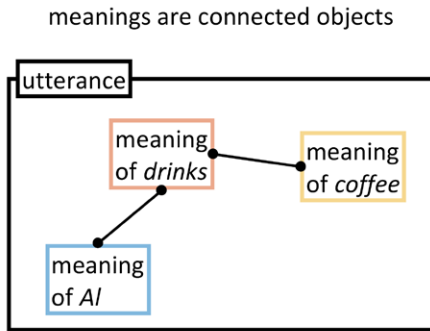 meanings are connected objects
utterance
meaning
of drinks
meaning
of coffee
meaning
of Al